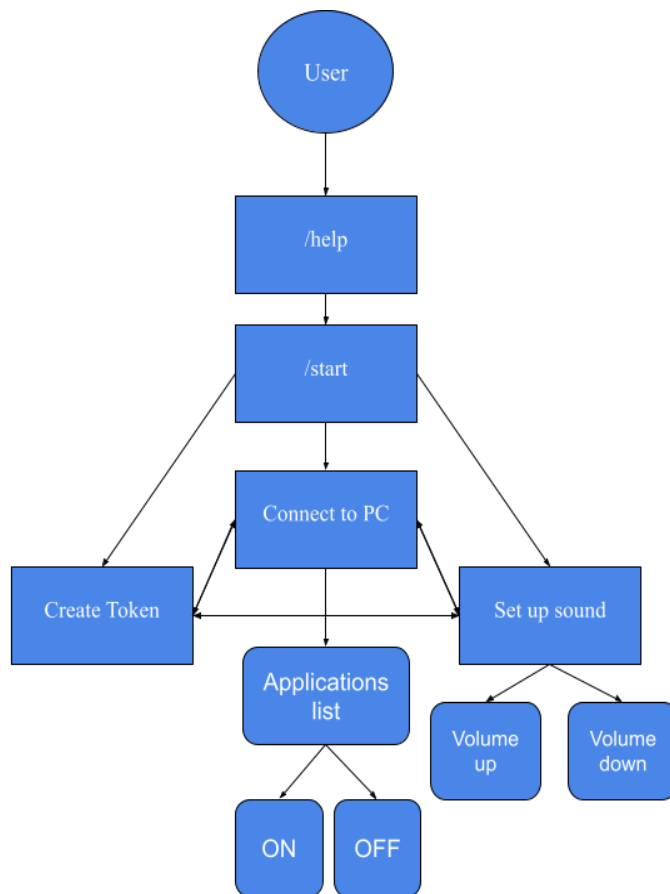 User
/help
/start
Connect to PC
Create Token
Set up sound
Applications
list
Volume
up
Volume
down
ON
OFF